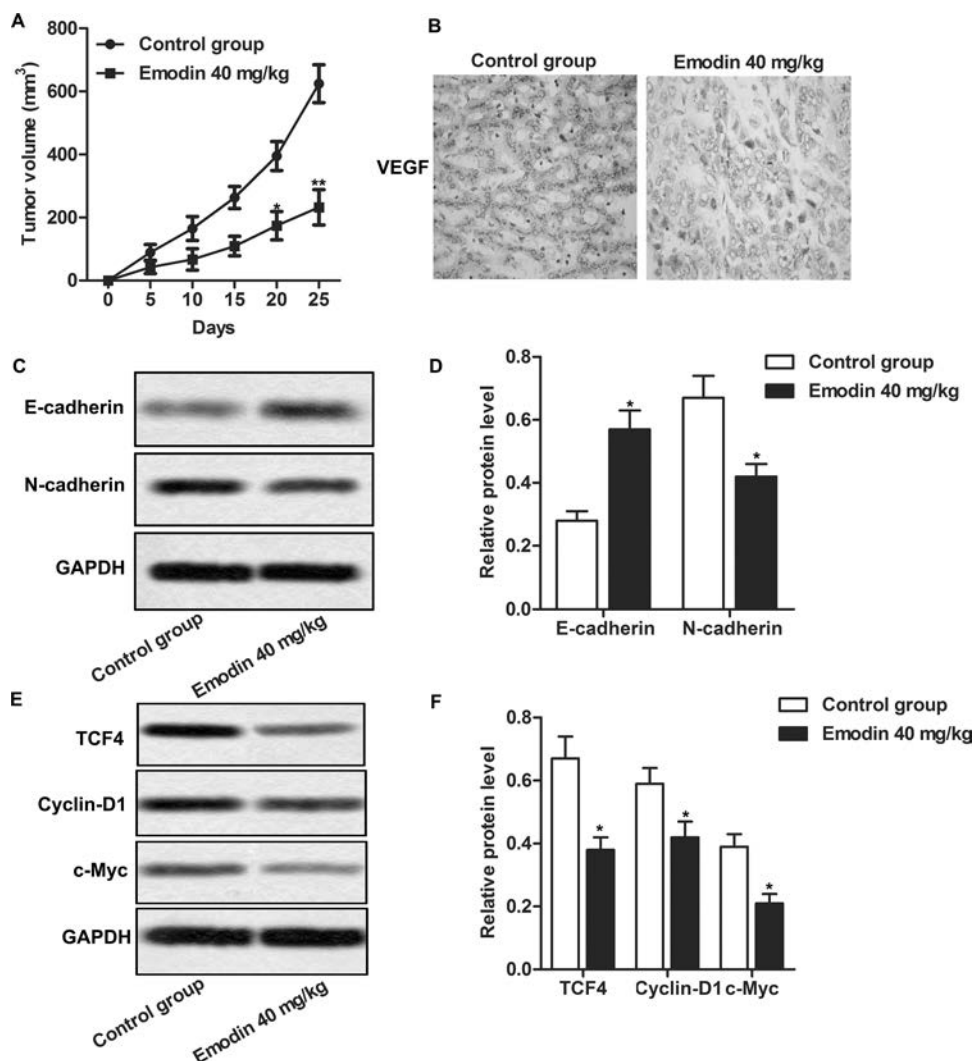 A
Tumor volume (mm3)
800
600
400
200
0
Control group
Emodin 40 mg/kg
*
**
0 5 10 15 20 25
Days
B
Control group Emodin 40 mg/kg
VEGF
C
E-cadherin
N-cadherin
GAPDH
Control group
Emodin 40 mg/kg
D
Relative protein level
0.8
0.6
0.4
0.2
0.0
Control group
Emodin 40 mg/kg
*
*
E-cadherin N-cadherin
E
TCF4
Cyclin-D1
c-Myc
GAPDH
Control group
Emodin 40 mg/kg
F
Relative protein level
0.8
0.6
0.4
0.2
0.0
Control group
Emodin 40 mg/kg
*
*
*
TCF4 Cyclin-D1 c-Myc